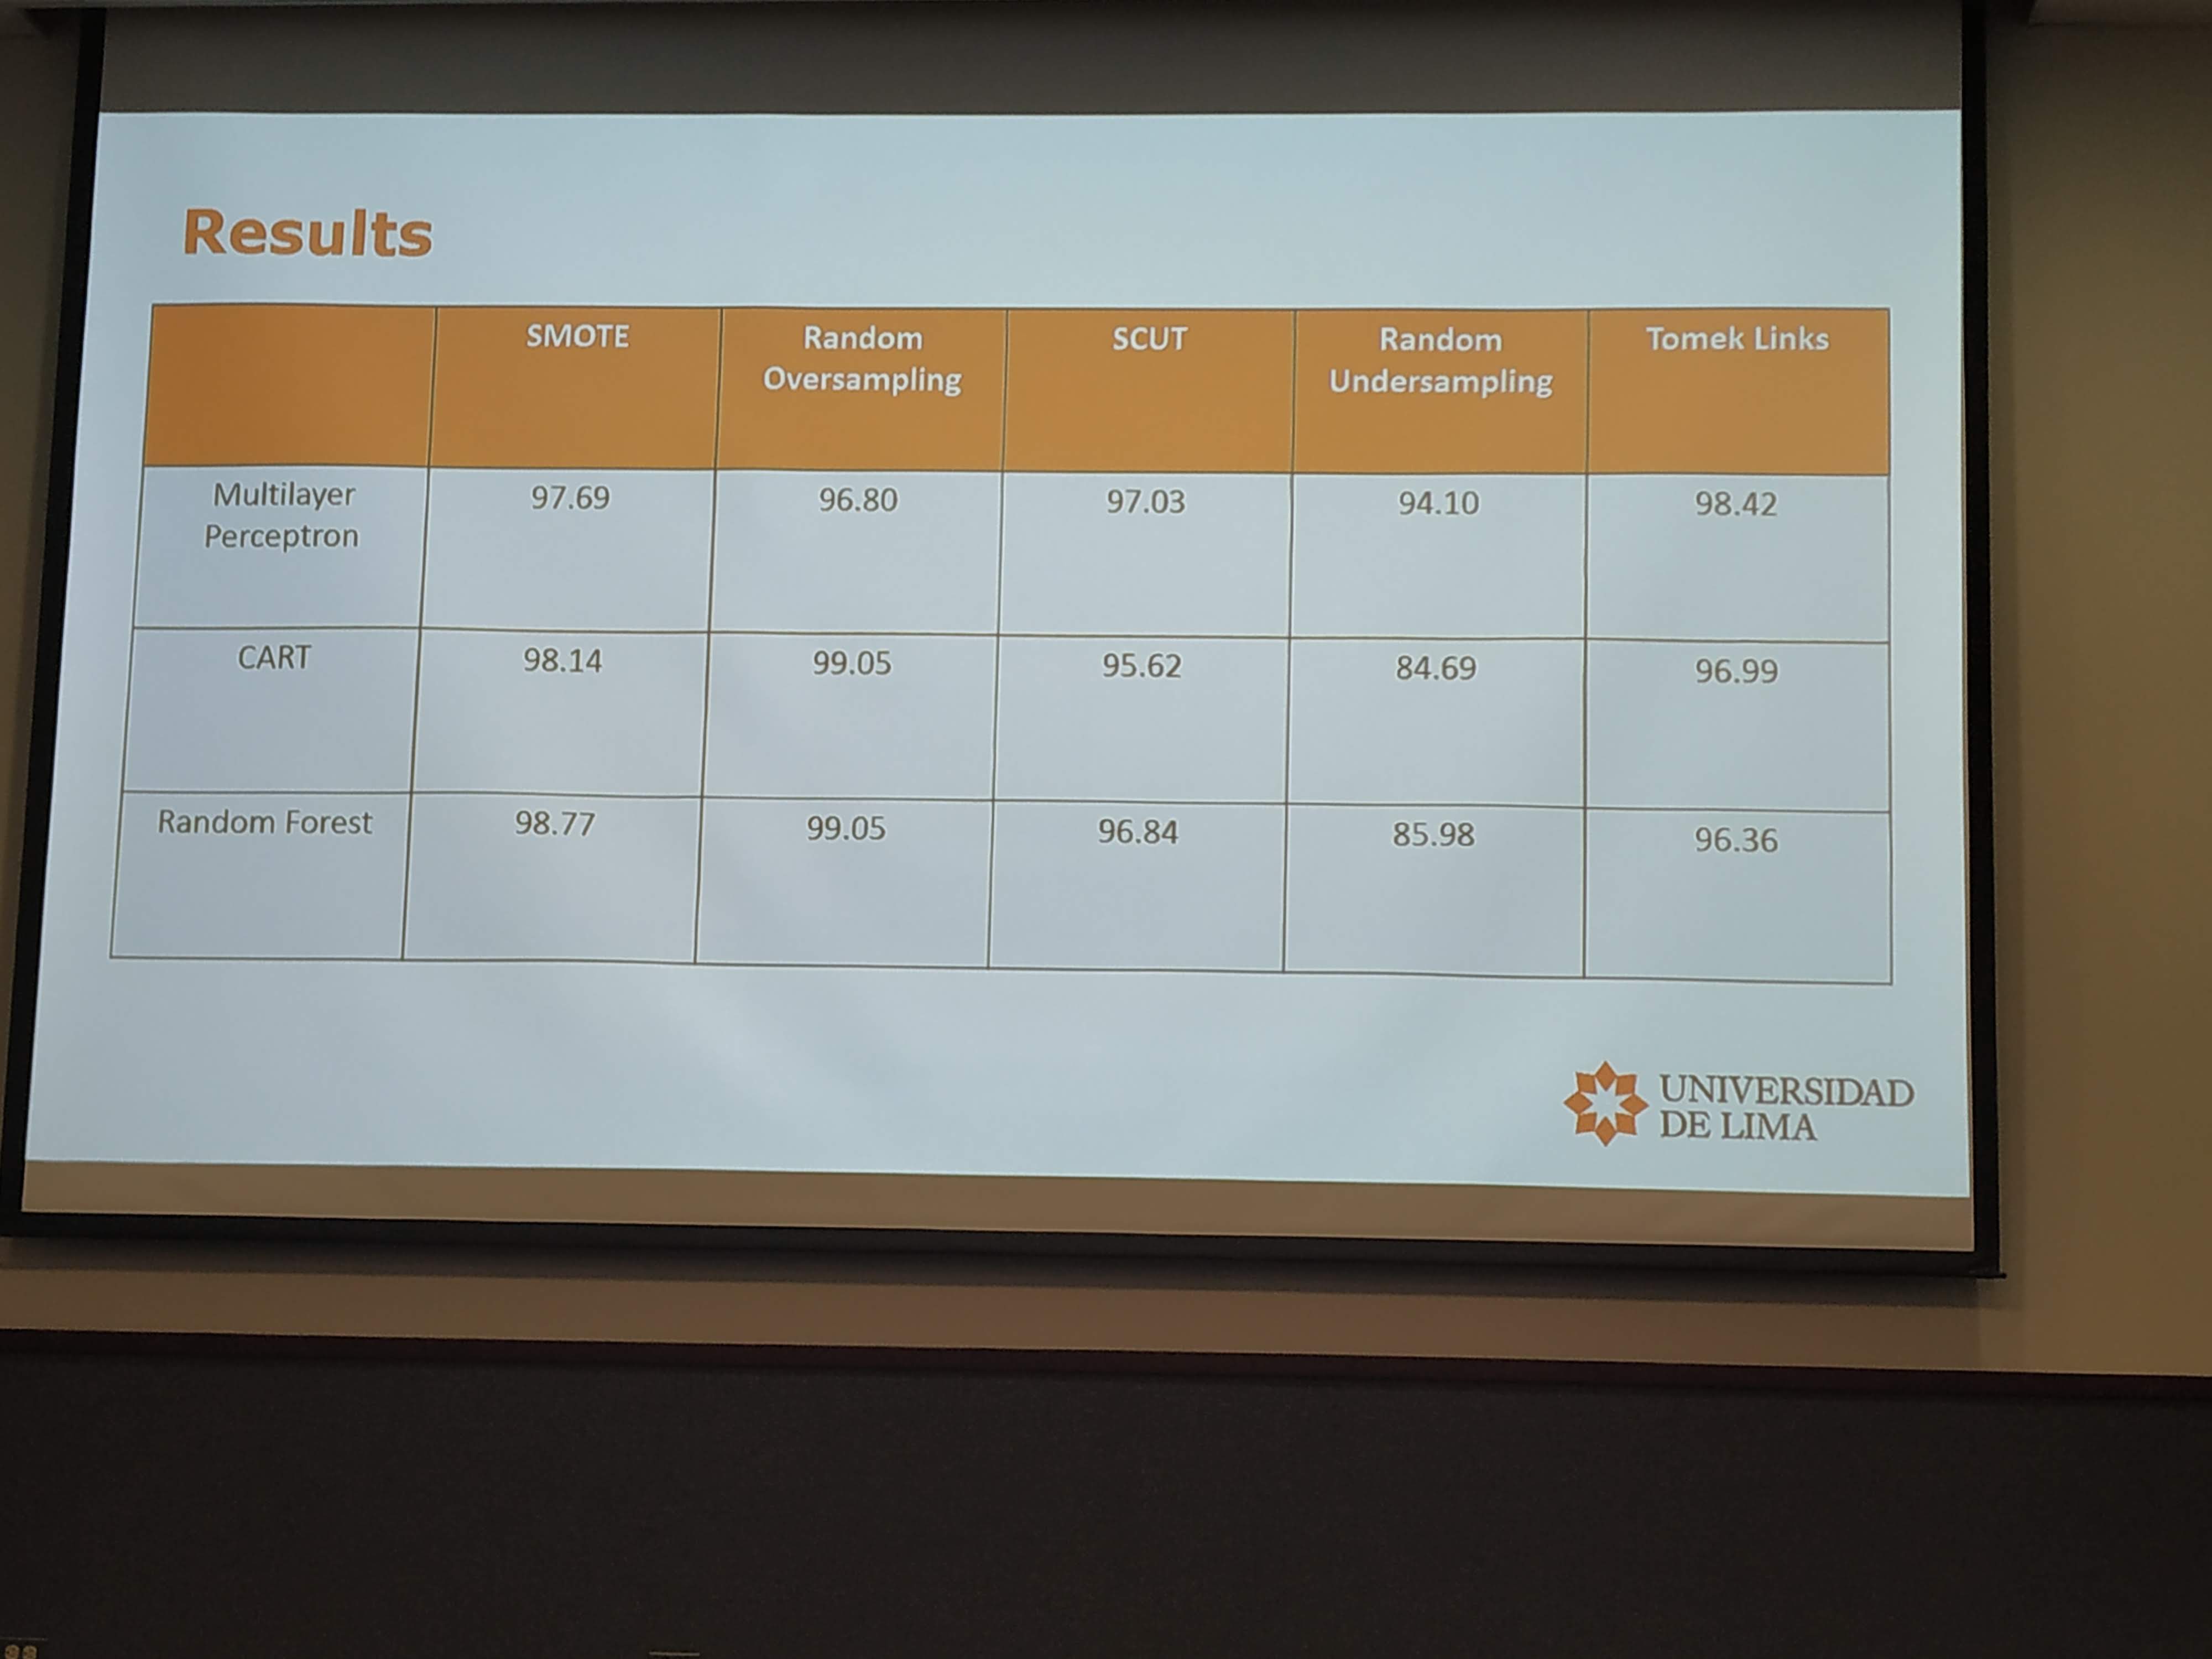 Results
SMOTE
Random
Oversampling
SCUT
Random
Undersampling
Tomek Links
Multilayer
Perceptron
97.69
96.80
97.03
94.10
98.42
CART
98.14
99.05
95.62
84.69
96.99
Random Forest
98.77
99.05
96.84
85.98
96.36
UNIVERSIDAD
DE LIMA